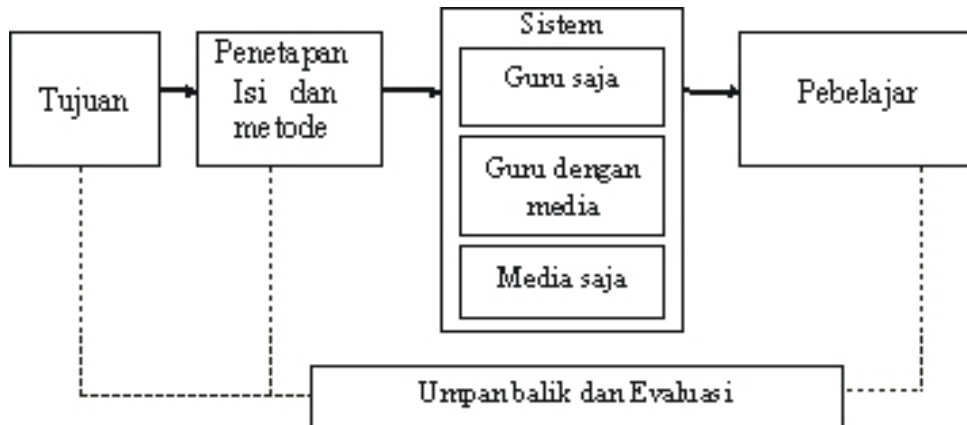 Tujuan
Penetapan
Isi dan
metode
Sistem
Guru saja
Guru dengan
media
Media saja
Pebelajar
Umpan balik dan Evaluasi